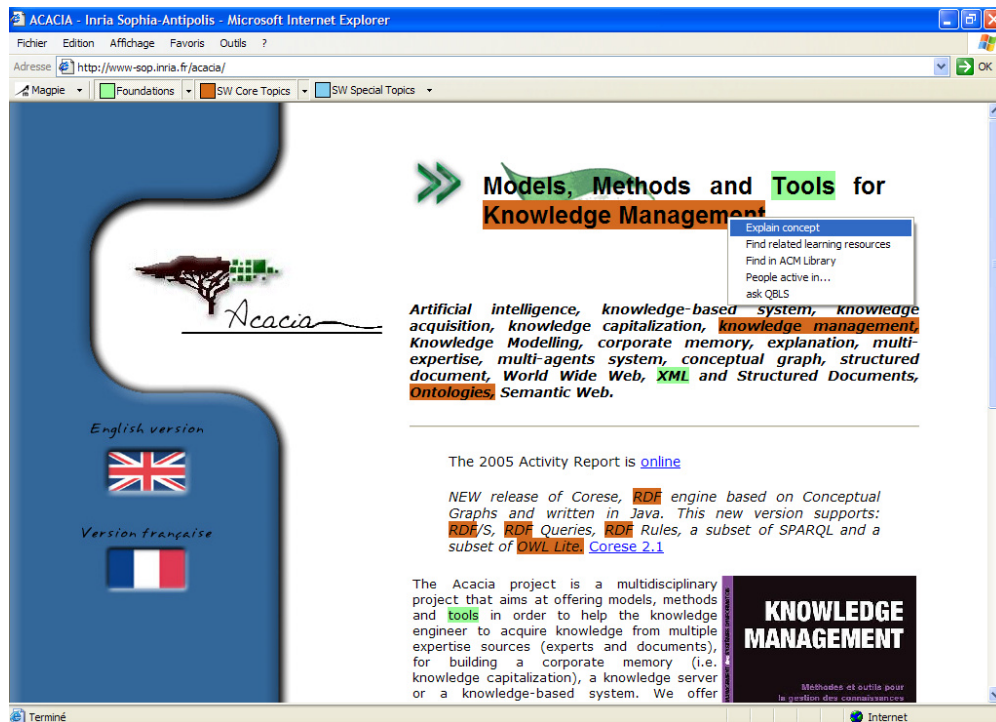 ACACIA - Inria Sophia-Antipolis - Microsoft Internet Explorer
Fichier Edition Affichage Favoris Outils ?
Adresse http://www-sop.inria.fr/acacia/ OK
Magpie Foundations SW Core Topics SW Special Topics
Models, Methods and Tools for
Knowledge Management
Explain concept
Find related learning resources
Find in ACM Library
People active in...
ask QBLS
Acacia
Artificial intelligence, knowledge-based system, knowledge
acquisition, knowledge capitalization, knowledge management,
Knowledge Modelling, corporate memory, explanation, multi-
expertise, multi-agents system, conceptual graph, structured
document, World Wide Web, XML and Structured Documents,
Ontologies, Semantic Web.
English version
The 2005 Activity Report is online
NEW release of Corese, RDF engine based on Conceptual
Graphs and written in Java. This new version supports:
RDF/S, RDF Queries, RDF Rules, a subset of SPARQL and a
subset of OWL Lite. Corese 2.1
Version française
The Acacia project is a multidisciplinary
project that aims at offering models, methods
and tools in order to help the knowledge
engineer to acquire knowledge from multiple
expertise sources (experts and documents),
for building a corporate memory (i.e.
knowledge capitalization), a knowledge server
or a knowledge-based system. We offer
KNOWLEDGE
MANAGEMENT
Méthodes et outils pour
la gestion des connaissances
Terminé Internet